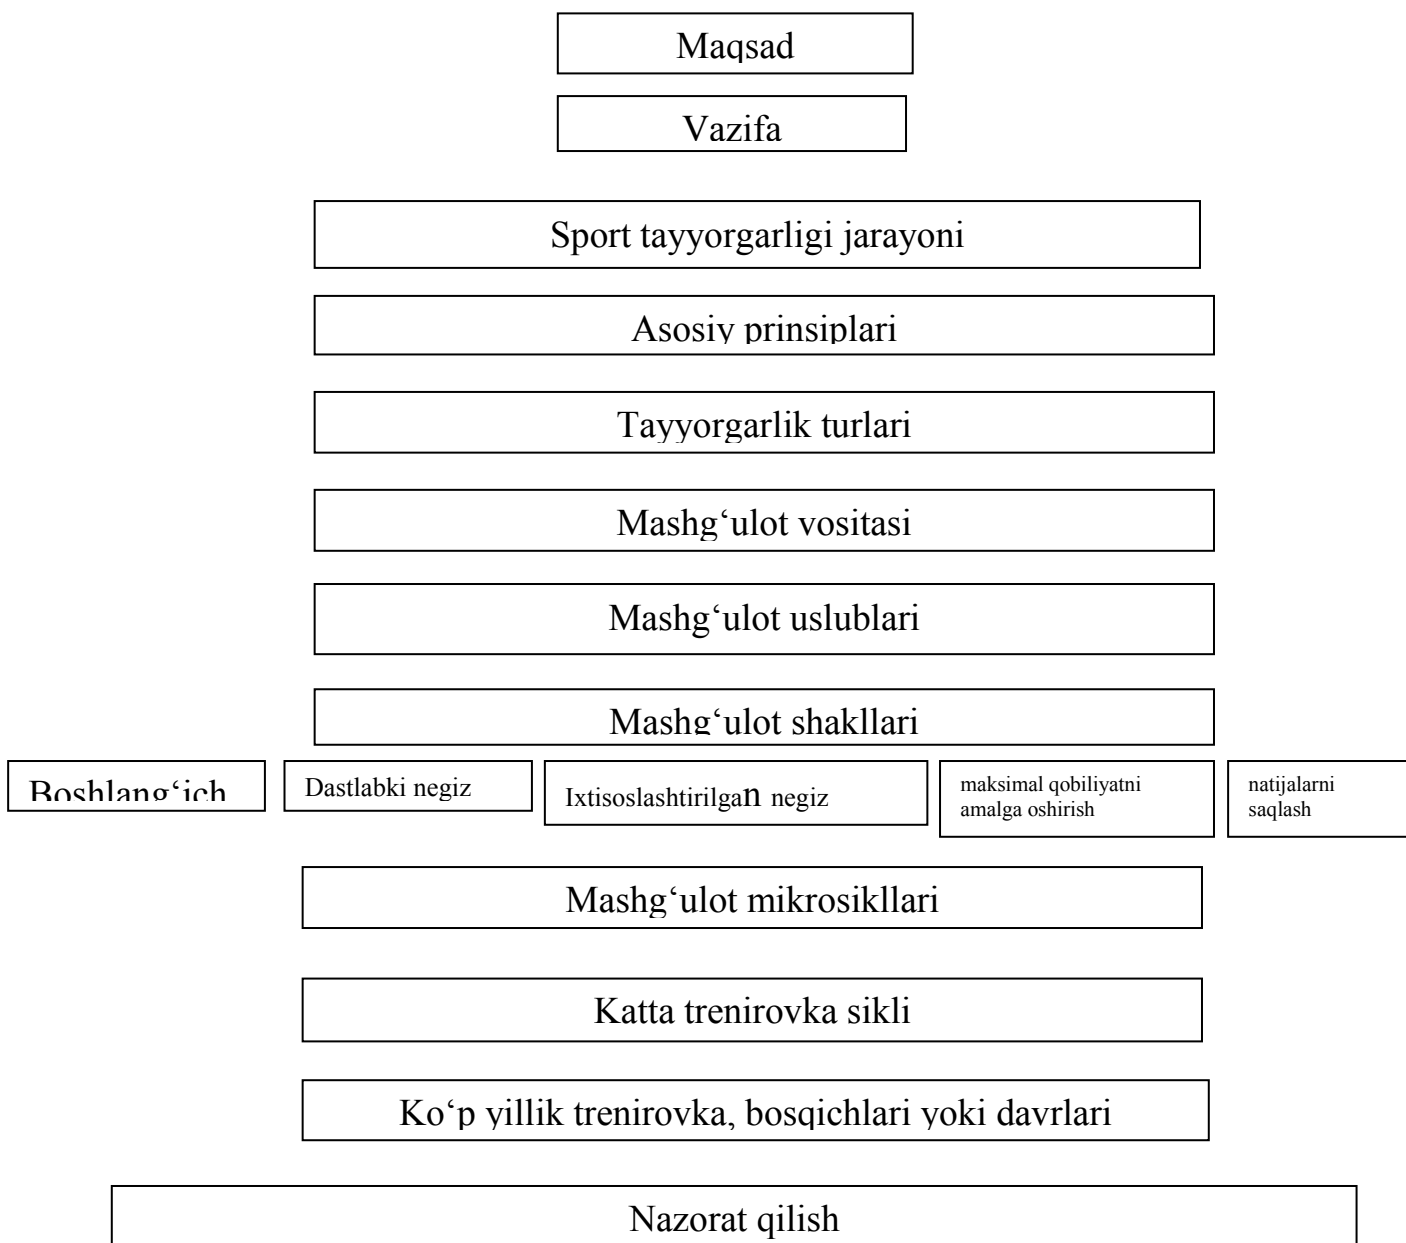 Maqsad
Vazifa
Sport tayyorgarligi jarayoni
Asosiy prinsiplari
Tayyorgarlik turlari
Mashg‘ulot vositasi
Mashg‘ulot uslublari
Mashg‘ulot shakllari
Boshlang‘ich
Dastlabki negiz
Ixtisoslashtirilgan negiz
maksimal qobiliyatni
amalga oshirish
natijalarni
saqlash
Mashg‘ulot mikrosikllari
Katta trenirovka sikli
Ko‘p yillik trenirovka, bosqichlari yoki davrlari
Nazorat qilish